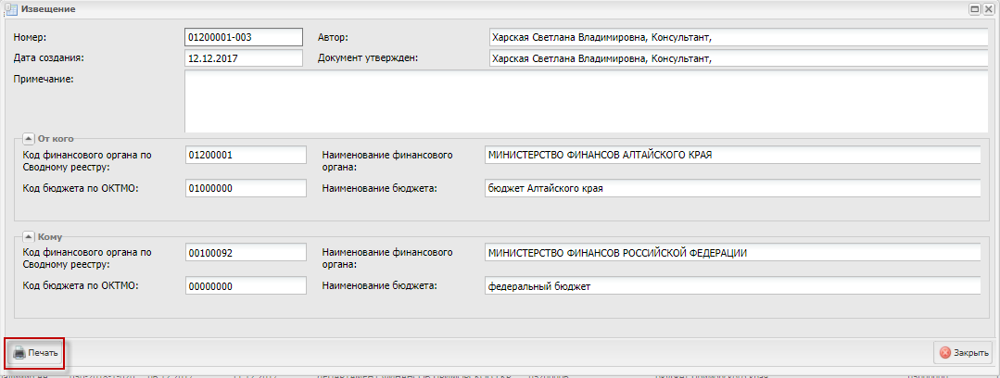 Извещение
Номер: 01200001-003 Автор: Харская Светлана Владимировна, Консультант,
Дата создания: 12.12.2017 Документ утвержден: Харская Светлана Владимировна, Консультант,
Примечание:
От кого
Код финансового органа по Сводному реестру: 01200001 Наименование финансового органа: МИНИСТЕРСТВО ФИНАНСОВ АЛТАЙСКОГО КРАЯ
Код бюджета по ОКТМО: 01000000 Наименование бюджета: бюджет Алтайского края
Кому
Код финансового органа по Сводному реестру: 00100092 Наименование финансового органа: МИНИСТЕРСТВО ФИНАНСОВ РОССИЙСКОЙ ФЕДЕРАЦИИ
Код бюджета по ОКТМО: 00000000 Наименование бюджета: федеральный бюджет
Печать Закрыть